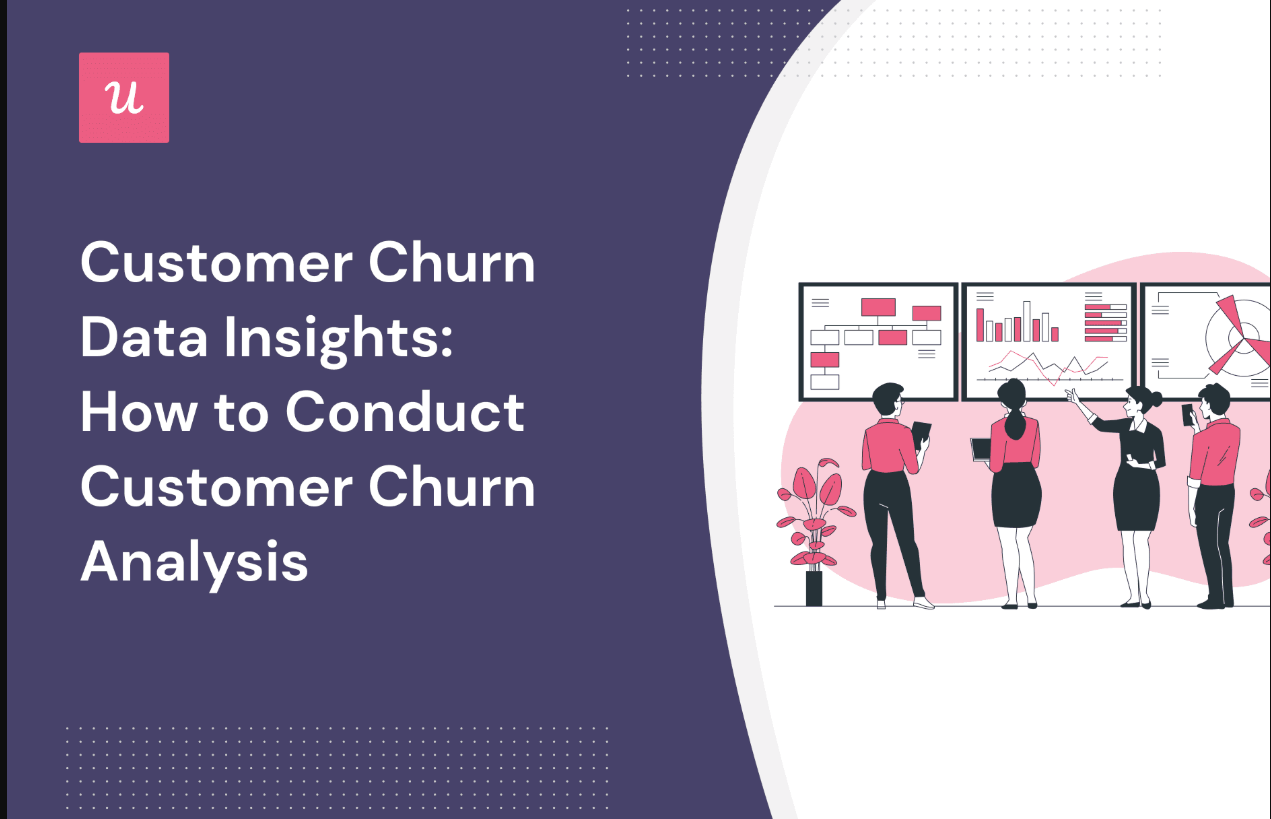 u
Customer Churn
Data Insights:
How to Conduct
Customer Churn
Analysis